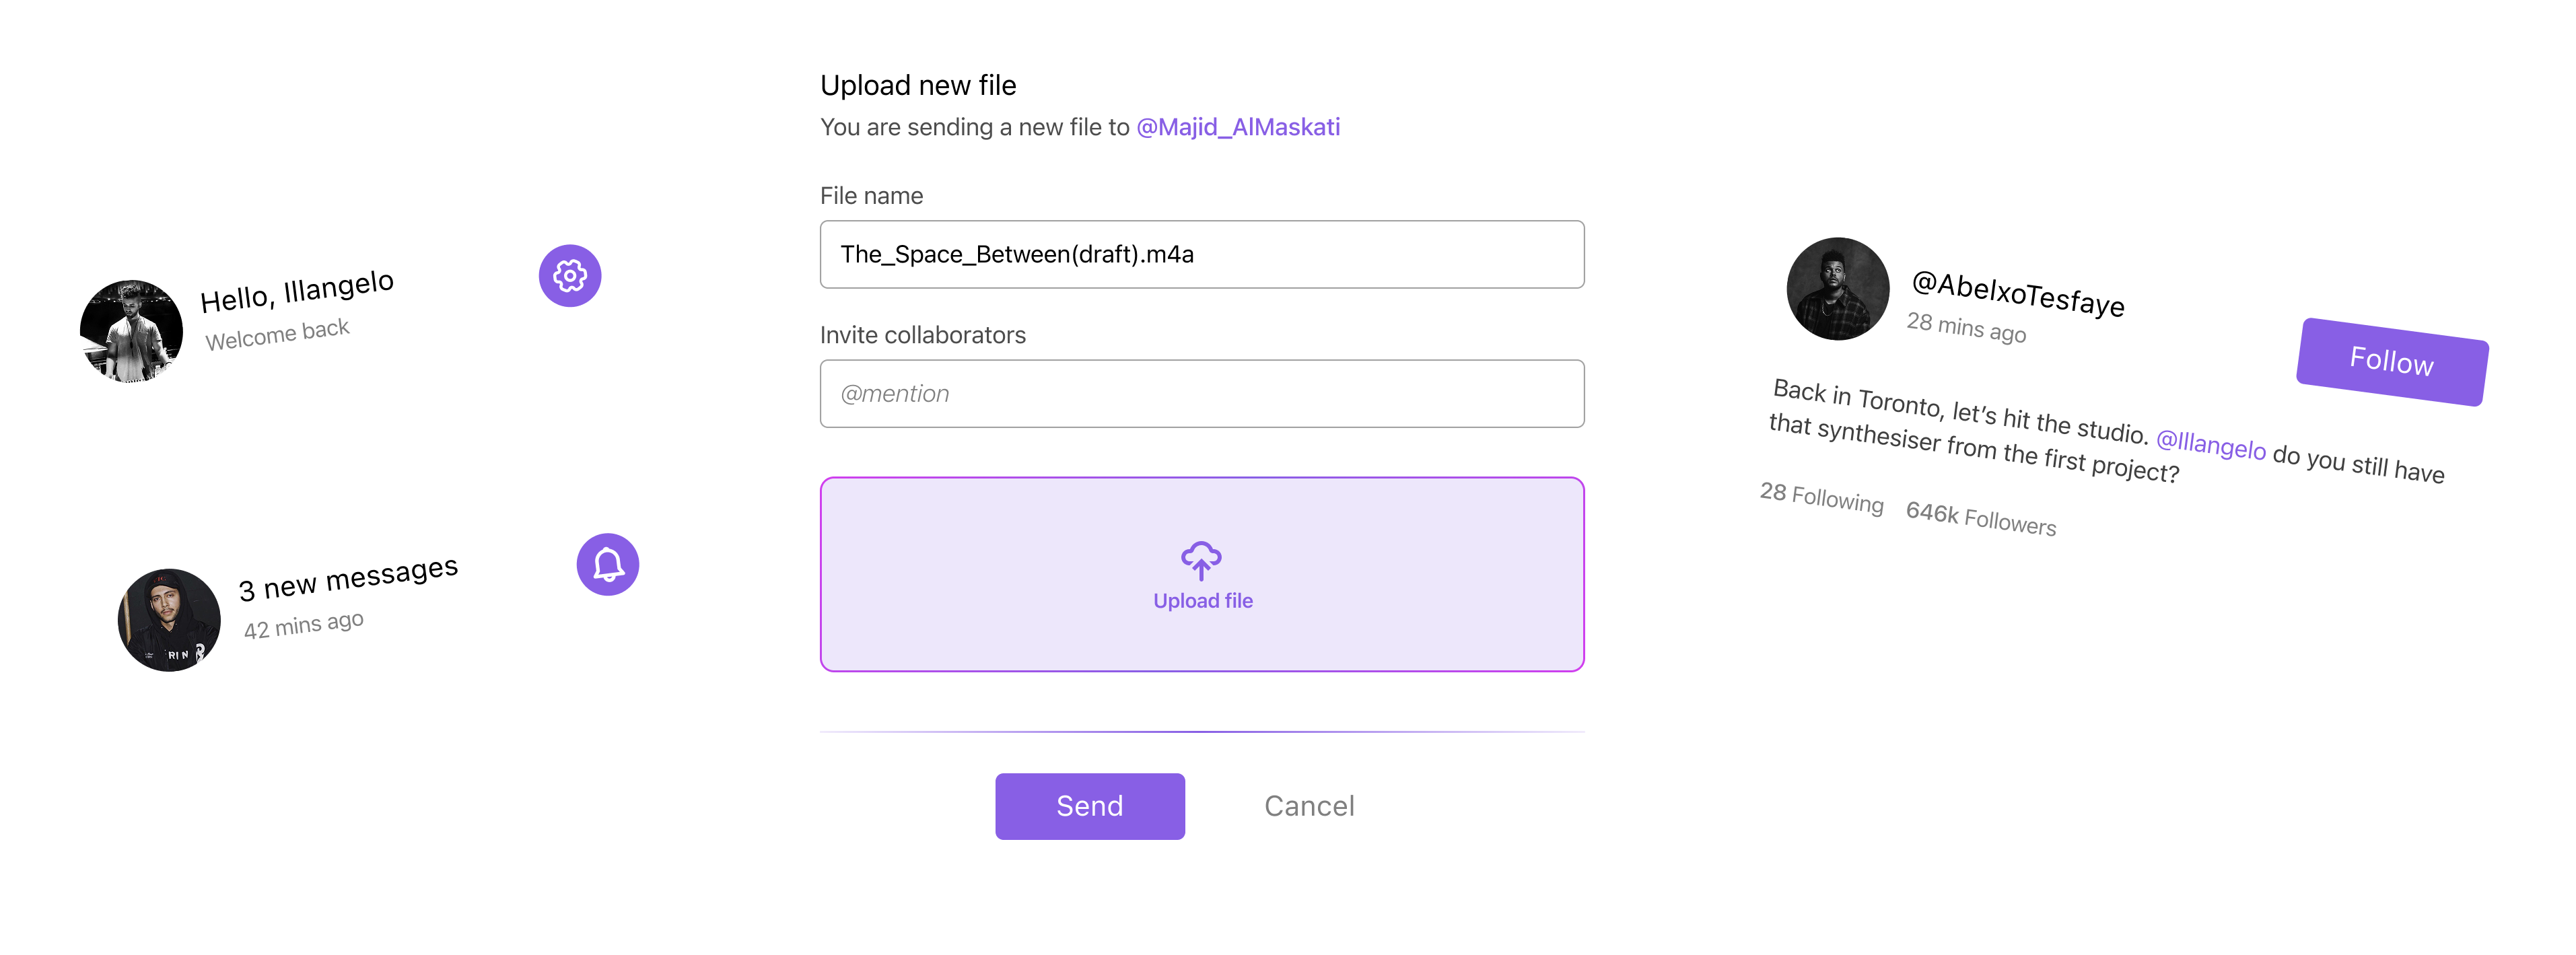 Hello, Illangelo
Welcome back
3 new messages
42 mins ago
RIN
Upload new file
You are sending a new file to @Majid_AlMaskati
File name
The_Space_Between(draft).m4a
Invite collaborators
@mention
Upload file
Send
Cancel
@AbelxoTesfaye
28 mins ago
Follow
Back in Toronto, let’s hit the studio. @Illangelo do you still have
that synthesiser from the first project?
28 Following 646k Followers